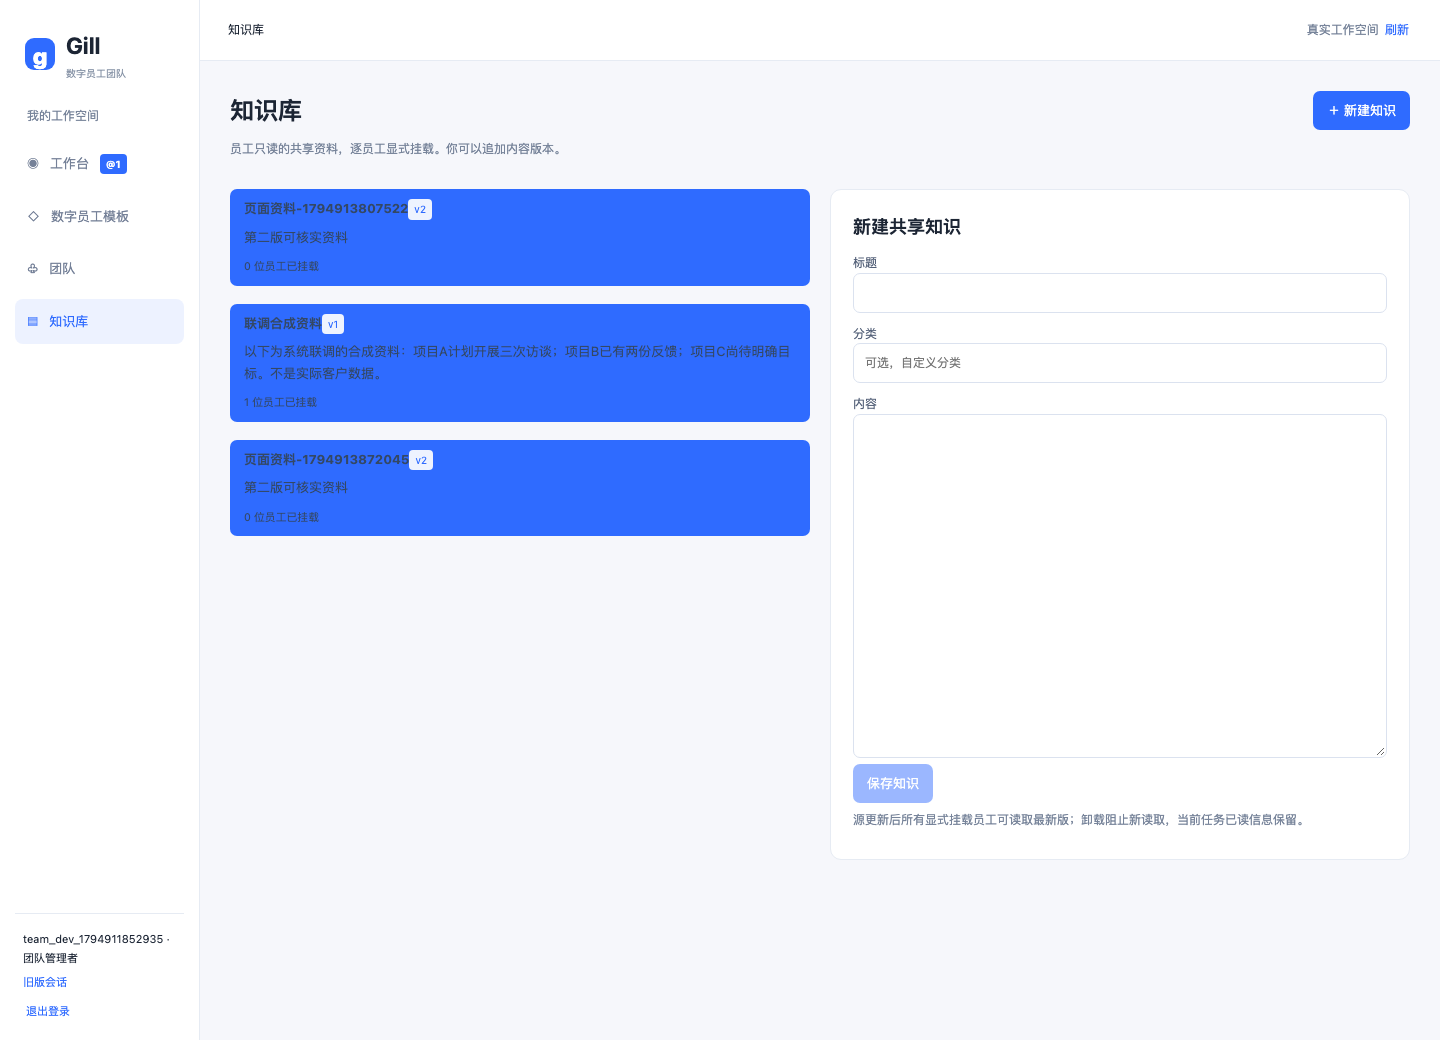 g
Gill
数字员工团队
我的工作空间
◉ 工作台 @1
◇ 数字员工模板
♧ 团队
▤ 知识库
team_dev_1794911852935 ·
团队管理者
旧版会话
退出登录
知识库
真实工作空间 刷新
知识库
员工只读的共享资料，逐员工显式挂载。你可以追加内容版本。
＋ 新建知识
页面资料-1794913807522 v2
第二版可核实资料
0 位员工已挂载
联调合成资料 v1
以下为系统联调的合成资料：项目A计划开展三次访谈；项目B已有两份反馈；项目C尚待明确目
标。不是实际客户数据。
1 位员工已挂载
页面资料-1794913872045 v2
第二版可核实资料
0 位员工已挂载
新建共享知识
标题
分类
可选，自定义分类
内容
保存知识
源更新后所有显式挂载员工可读取最新版；卸载阻止新读取，当前任务已读信息保留。